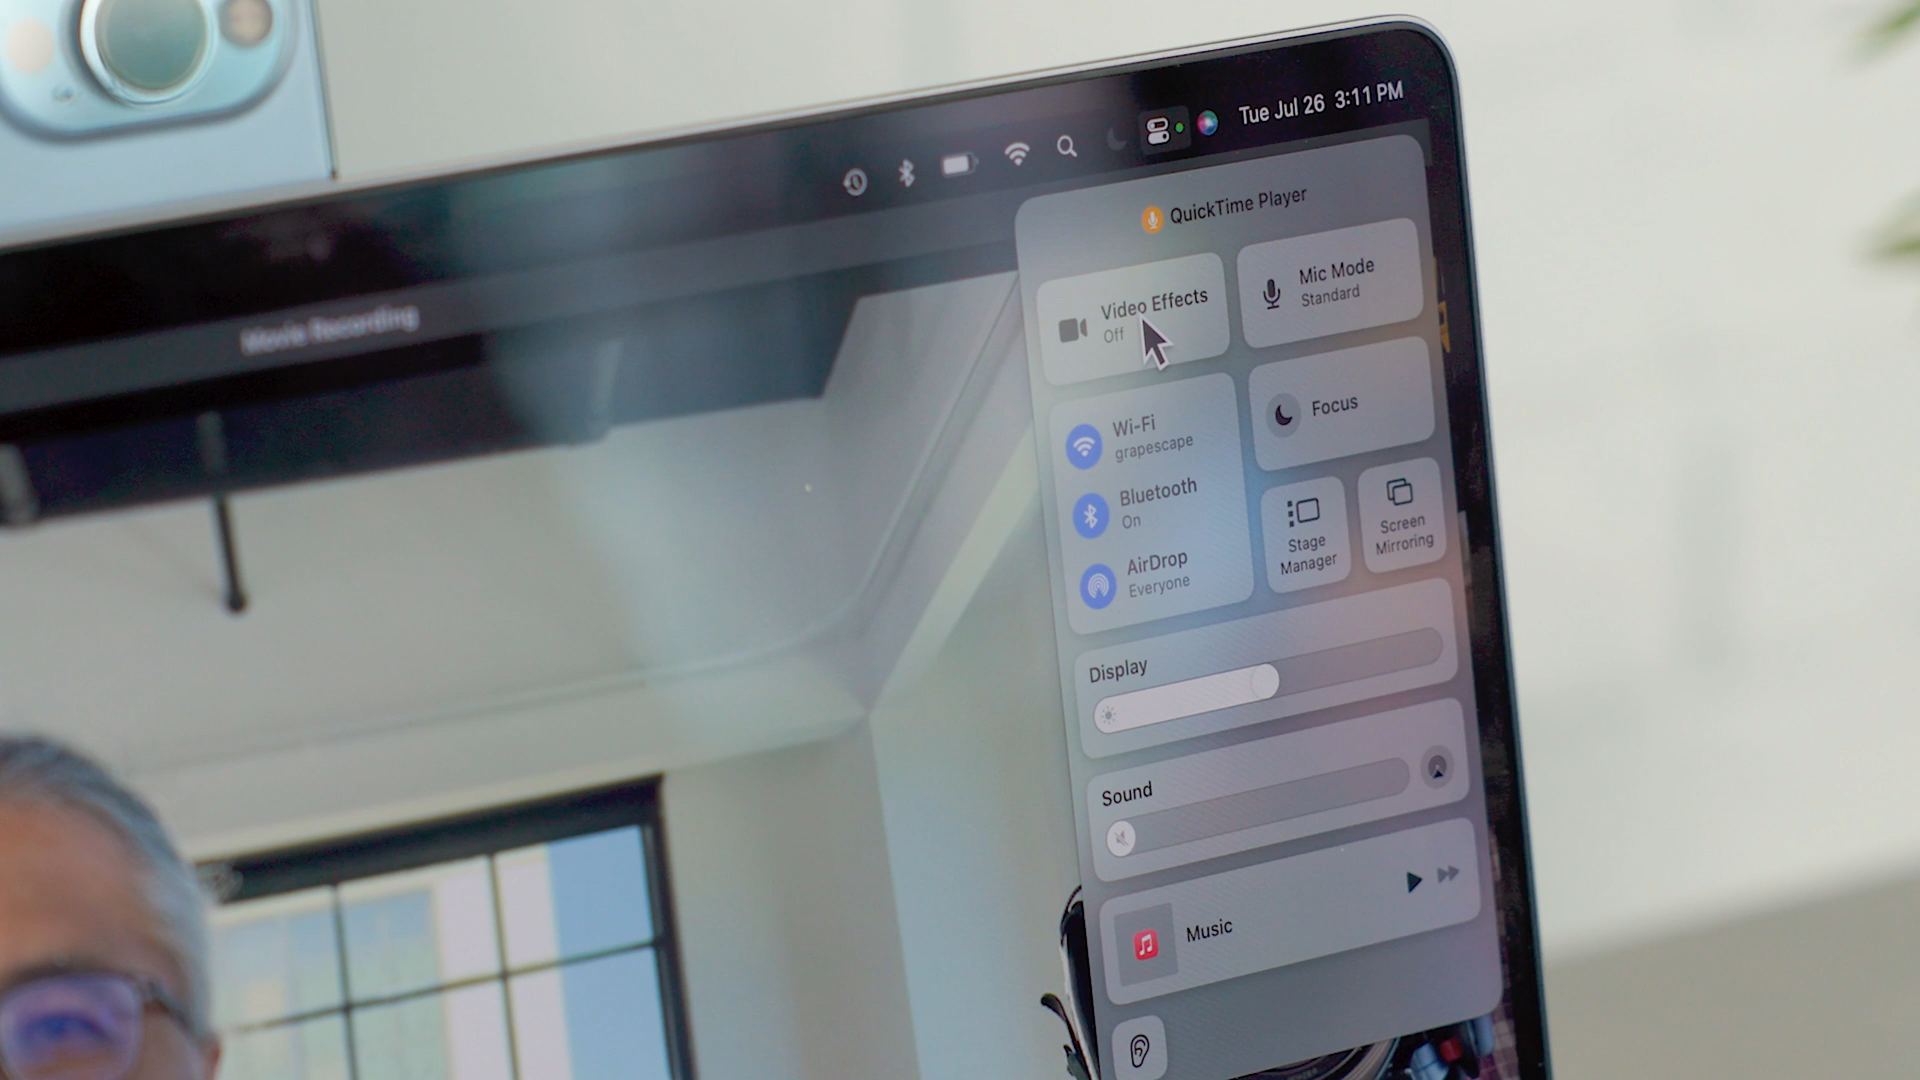 Tue Jul 26 3:11 PM
QuickTime Player
Movie Recording
Video Effects
Off
Mic Mode
Standard
Wi-Fi
grapescape
Focus
Bluetooth
On
Stage
Manager
Screen
Mirroring
AirDrop
Everyone
Display
Sound
Music